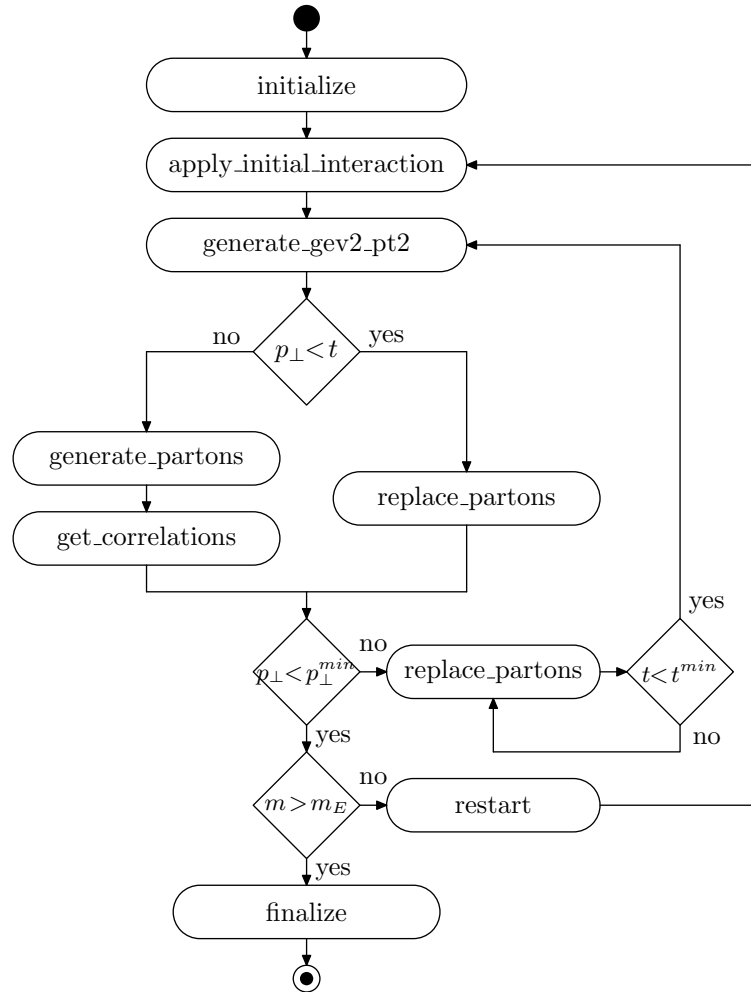 initialize
apply_initial_interaction
generate_gev2_pt2
no
yes
p⊥<t
generate_partons
replace_partons
get_correlations
yes
no
p⊥<p⊥^min
replace_partons
t<t^min
yes
no
no
m>m_E
restart
yes
finalize